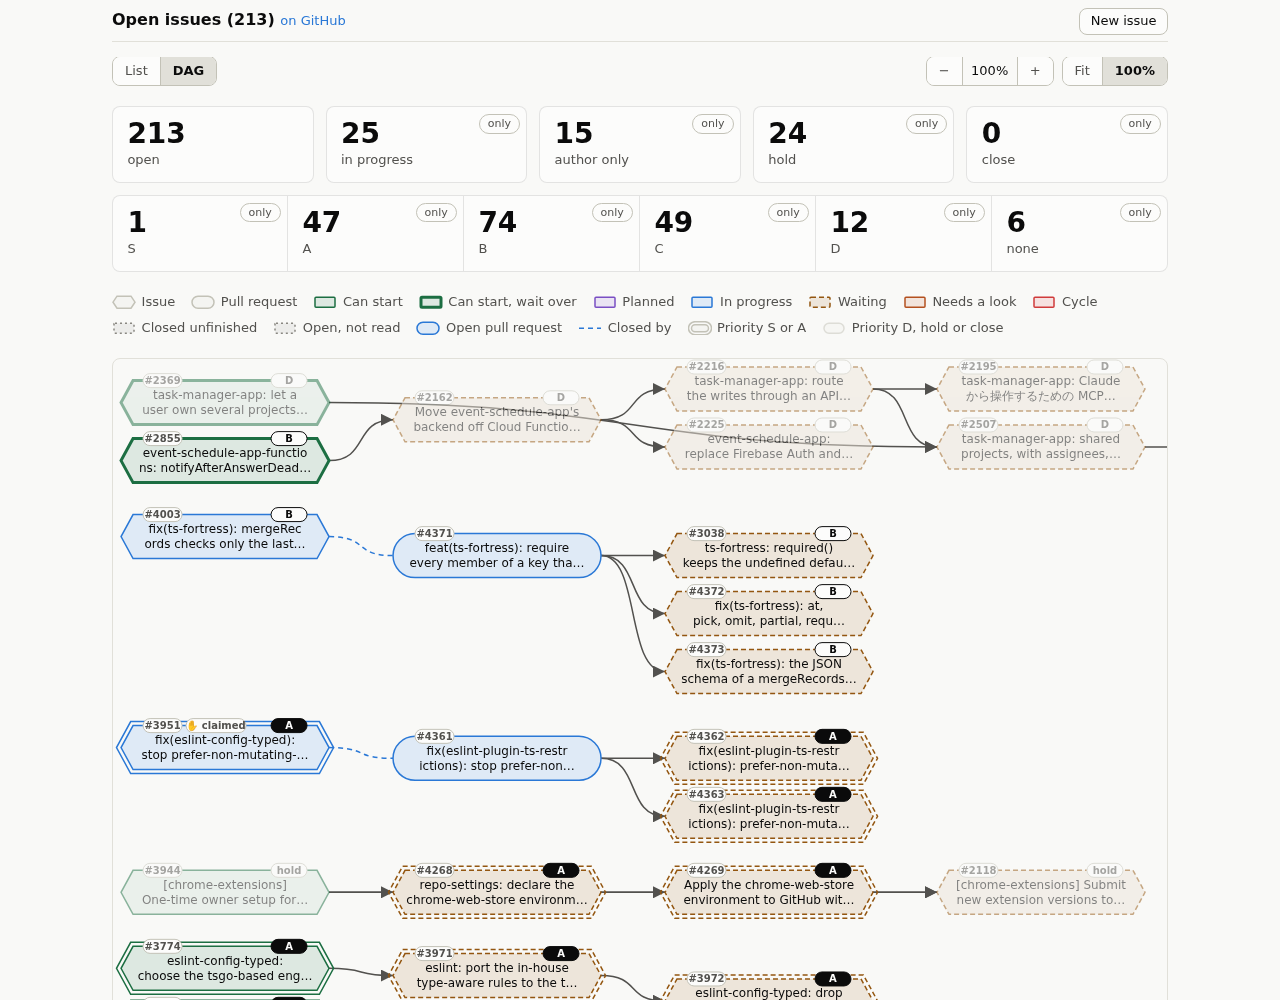 Open issues (213) on GitHub
New issue
List DAG
− 100% + Fit 100%
213
open
25
in progress
only
15
author only
only
24
hold
only
0
close
only
1
S
only
47
A
only
74
B
only
49
C
only
12
D
only
6
none
only
Issue Pull request Can start Can start, wait over Planned In progress Waiting Needs a look Cycle
Closed unfinished Open, not read Open pull request Closed by Priority S or A Priority D, hold or close
#2369 D
task-manager-app: let a
user own several projects…
#2855 B
event-schedule-app-functio
ns: notifyAfterAnswerDead…
#2162 D
Move event-schedule-app's
backend off Cloud Functio…
#2216 D
task-manager-app: route
the writes through an API…
#2225 D
event-schedule-app:
replace Firebase Auth and…
#2195 D
task-manager-app: Claude
から操作するための MCP…
#2507 D
task-manager-app: shared
projects, with assignees,…
#4003 B
fix(ts-fortress): mergeRec
ords checks only the last…
#4371
feat(ts-fortress): require
every member of a key tha…
#3038 B
ts-fortress: required()
keeps the undefined defau…
#4372 B
fix(ts-fortress): at,
pick, omit, partial, requ…
#4373 B
fix(ts-fortress): the JSON
schema of a mergeRecords…
#3951 ✋ claimed A
fix(eslint-config-typed):
stop prefer-non-mutating-…
#4361
fix(eslint-plugin-ts-restr
ictions): stop prefer-non…
#4362 A
fix(eslint-plugin-ts-restr
ictions): prefer-non-muta…
#4363 A
fix(eslint-plugin-ts-restr
ictions): prefer-non-muta…
#3944 hold
[chrome-extensions]
One-time owner setup for…
#4268 A
repo-settings: declare the
chrome-web-store environm…
#4269 A
Apply the chrome-web-store
environment to GitHub wit…
#2118 hold
[chrome-extensions] Submit
new extension versions to…
#3774 A
eslint-config-typed:
choose the tsgo-based eng…
#3971 A
eslint: port the in-house
type-aware rules to the t…
#3972 A
eslint-config-typed: drop